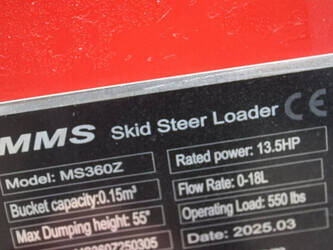 MMS Skid Steer Loader CE
Model: MS360Z
Rated power: 13.5HP
Bucket capacity:0.15m³
Flow Rate: 0-18L
Max Dumping height: 55"
Operating Load: 550 lbs
Date: 2025.03